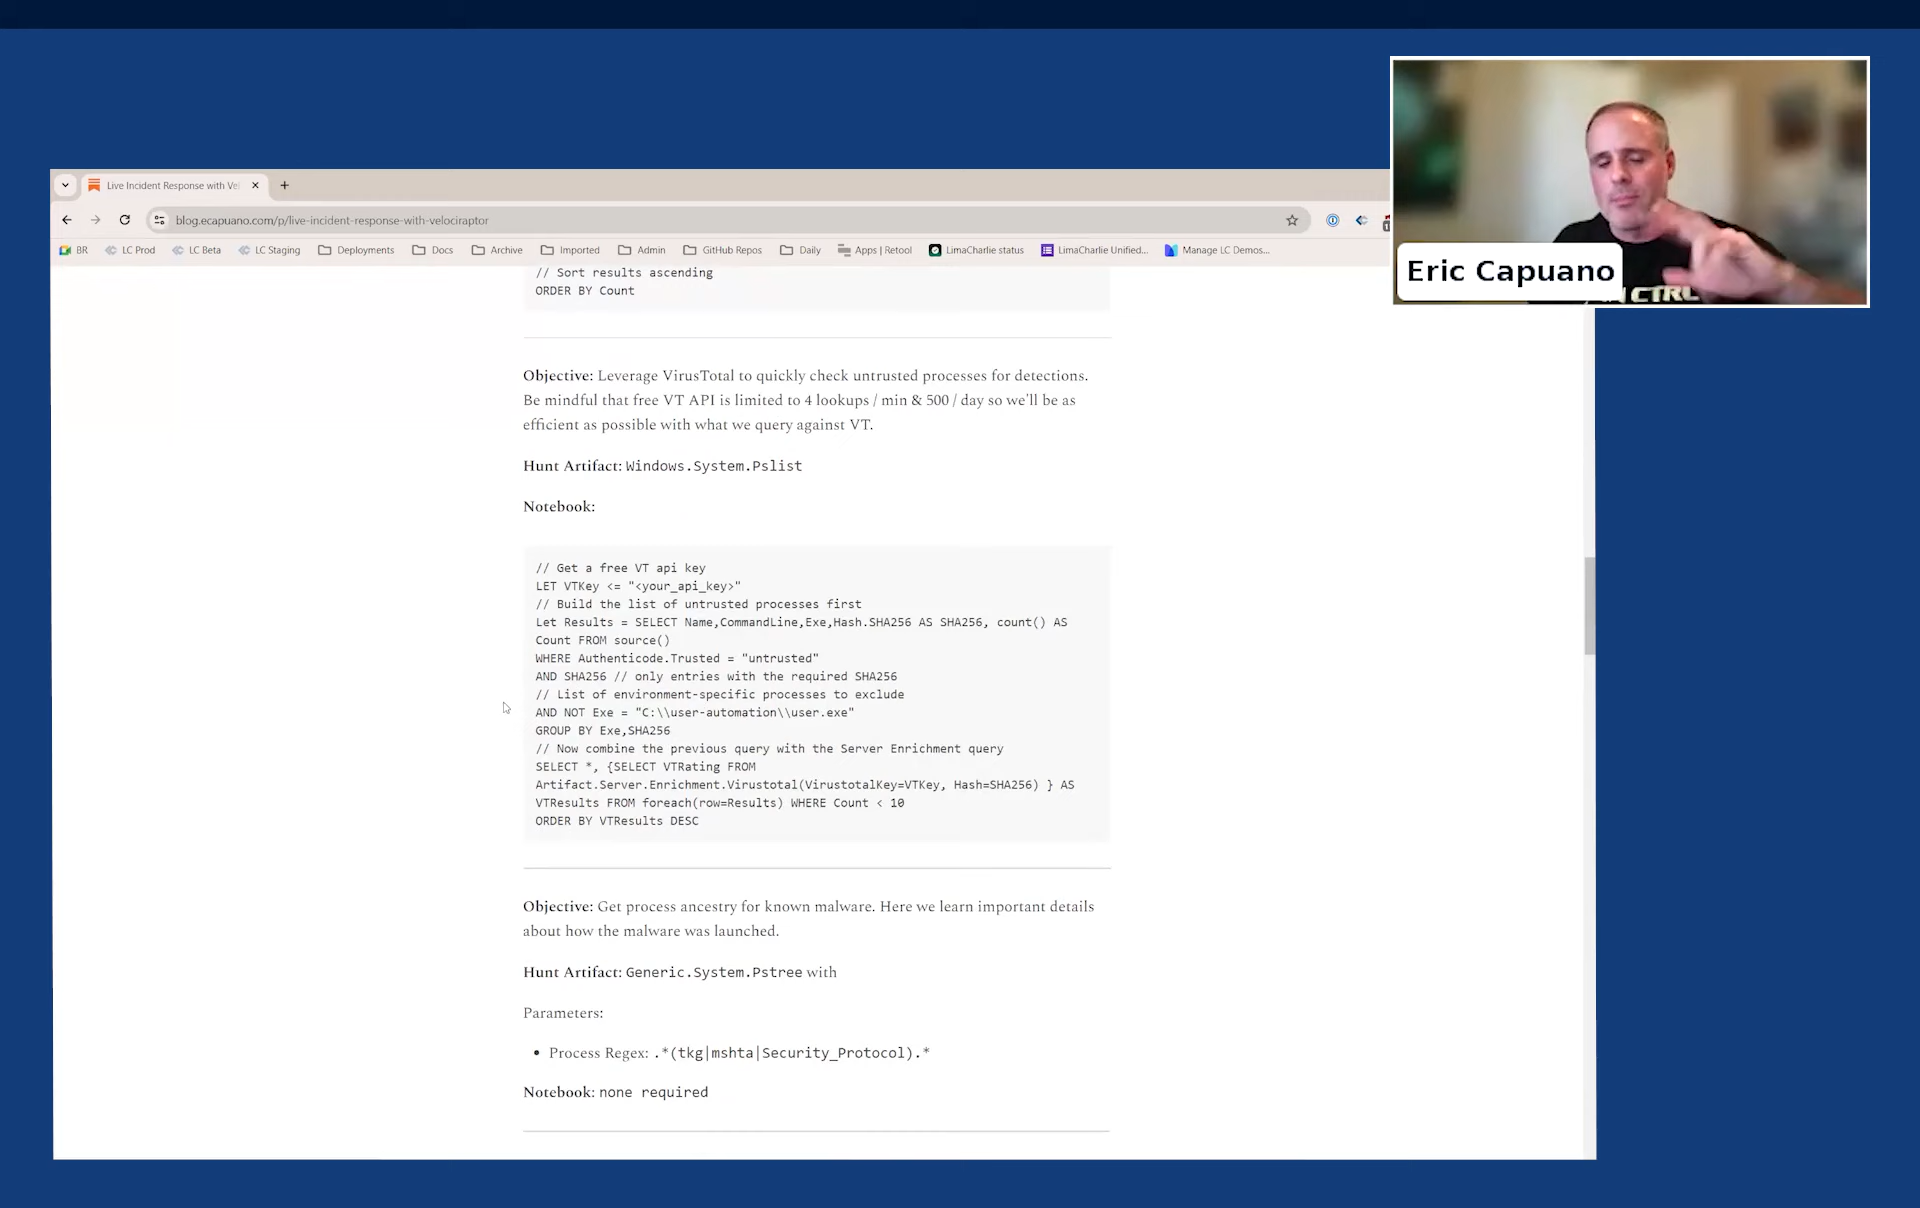 Live Incident Response with Vel
blog.ecapuano.com/p/live-incident-response-with-velociraptor
BR LC Prod LC Beta LC Staging Deployments Docs Archive Imported Admin GitHub Repos Daily Apps | Retool LimaCharlie status LimaCharlie Unified... Manage LC Demos...
Eric Capuano
CTRL
// Sort results ascending
ORDER BY Count
Objective: Leverage VirusTotal to quickly check untrusted processes for detections.
Be mindful that free VT API is limited to 4 lookups / min & 500 / day so we'll be as
efficient as possible with what we query against VT.
Hunt Artifact: Windows.System.Pslist
Notebook:
// Get a free VT api key
LET VTKey <= "<your_api_key>"
// Build the list of untrusted processes first
Let Results = SELECT Name,CommandLine,Exe,Hash.SHA256 AS SHA256, count() AS
Count FROM source()
WHERE Authenticode.Trusted = "untrusted"
AND SHA256 // only entries with the required SHA256
// List of environment-specific processes to exclude
AND NOT Exe = "C:\\user-automation\\user.exe"
GROUP BY Exe,SHA256
// Now combine the previous query with the Server Enrichment query
SELECT *, {SELECT VTRating FROM
Artifact.Server.Enrichment.Virustotal(VirustotalKey=VTKey, Hash=SHA256) } AS
VTResults FROM foreach(row=Results) WHERE Count < 10
ORDER BY VTResults DESC
Objective: Get process ancestry for known malware. Here we learn important details
about how the malware was launched.
Hunt Artifact: Generic.System.Pstree with
Parameters:
• Process Regex: .*(tkg|mshta|Security_Protocol).*
Notebook: none required